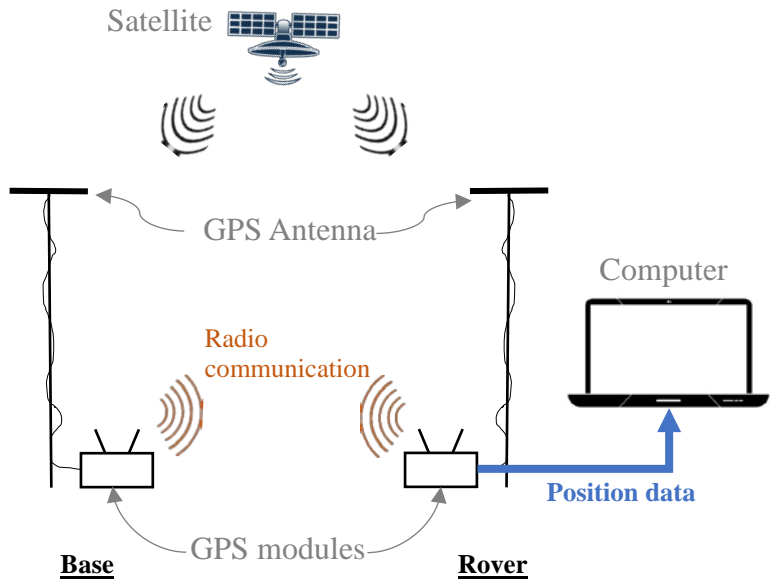 Satellite
GPS Antenna
Computer
Radio
communication
Position data
GPS modules
Base
Rover